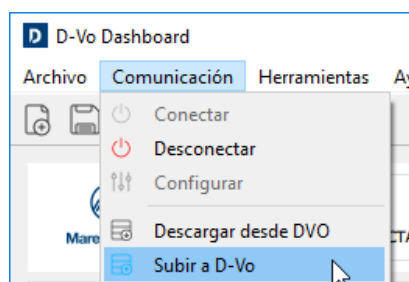 D-Vo Dashboard
Archivo Comunicación Herramientas
Conectar
Desconectar
Configurar
Descargar desde DVO
Subir a D-Vo